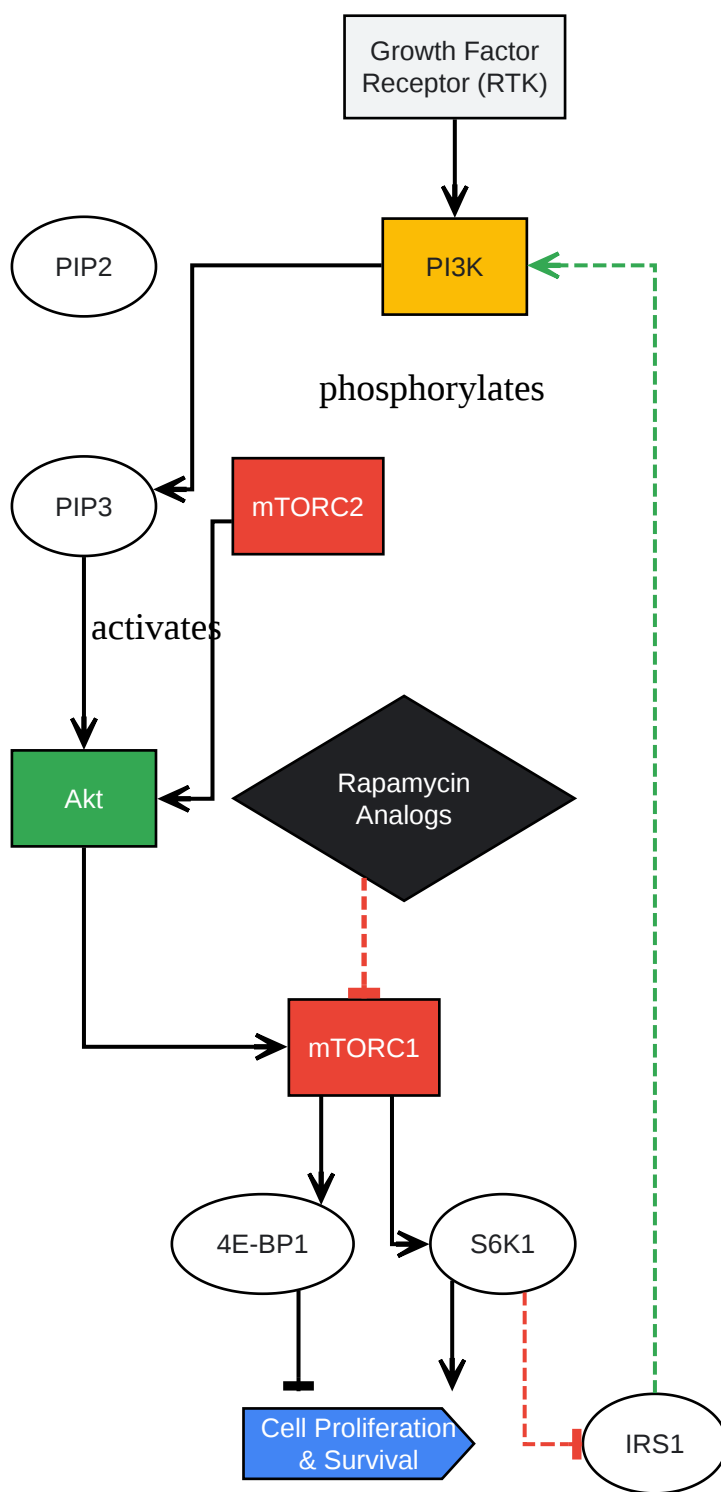 Growth Factor
Receptor (RTK)
PIP2
PI3K
phosphorylates
PIP3
mTORC2
activates
Akt
Rapamycin
Analogs
mTORC1
4E-BP1
S6K1
Cell Proliferation
& Survival
IRS1